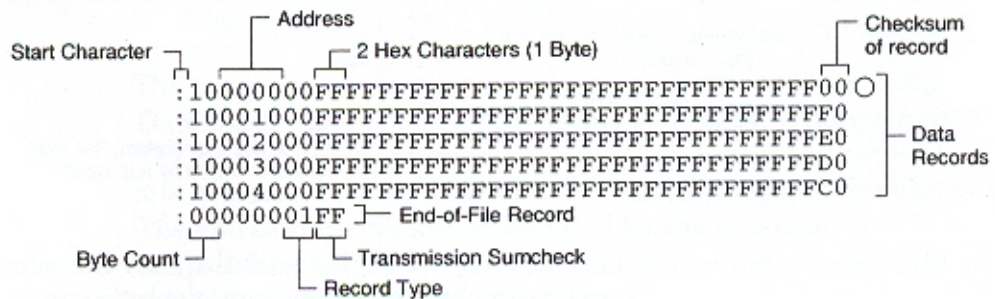 Address
Checksum
of record
Start Character
2 Hex Characters (1 Byte)
:10000000FFFFFFFFFFFFFFFFFFFFFFFFFFFFFFFF00
:10001000FFFFFFFFFFFFFFFFFFFFFFFFFFFFFFFFF0
:10002000FFFFFFFFFFFFFFFFFFFFFFFFFFFFFFFFE0
:10003000FFFFFFFFFFFFFFFFFFFFFFFFFFFFFFFFD0
:10004000FFFFFFFFFFFFFFFFFFFFFFFFFFFFFFFFC0
:00000001FF
Data
Records
End-of-File Record
Byte Count
Transmission Sumcheck
Record Type